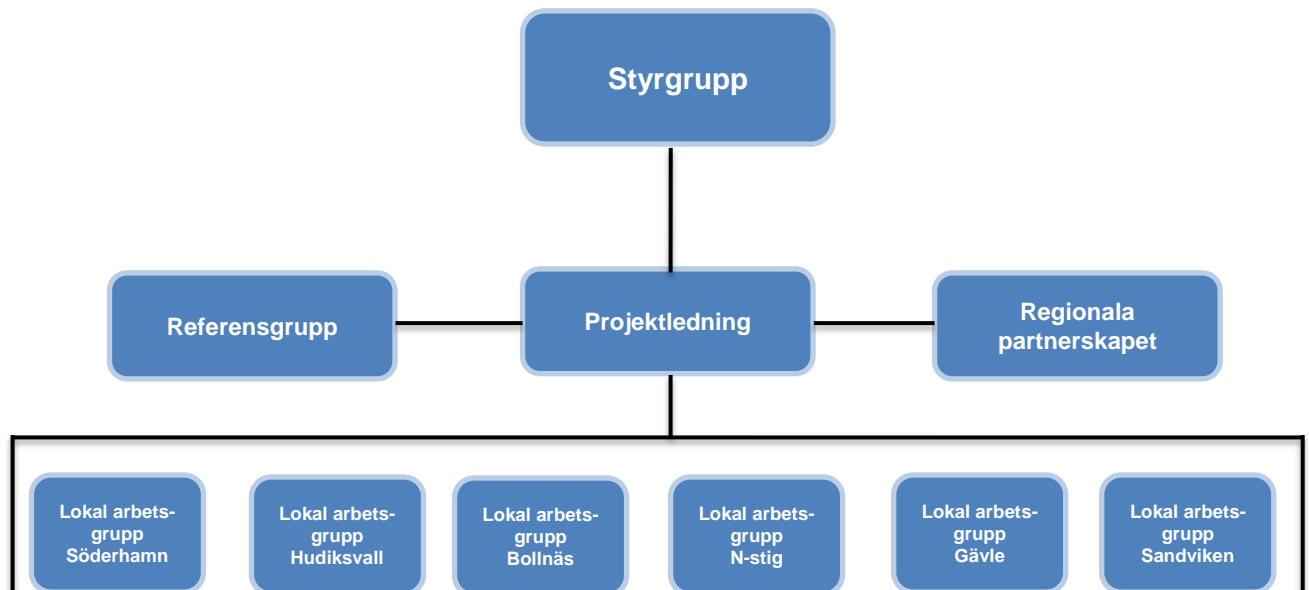 Styrgrupp
Referensgrupp
Projektledning
Regionala
partnerskapet
Lokal arbets-
grupp
Söderhamn
Lokal arbets-
grupp
Hudiksvall
Lokal arbets-
grupp
Bollnäs
Lokal arbets-
grupp
N-stig
Lokal arbets-
grupp
Gävle
Lokal arbets-
grupp
Sandviken